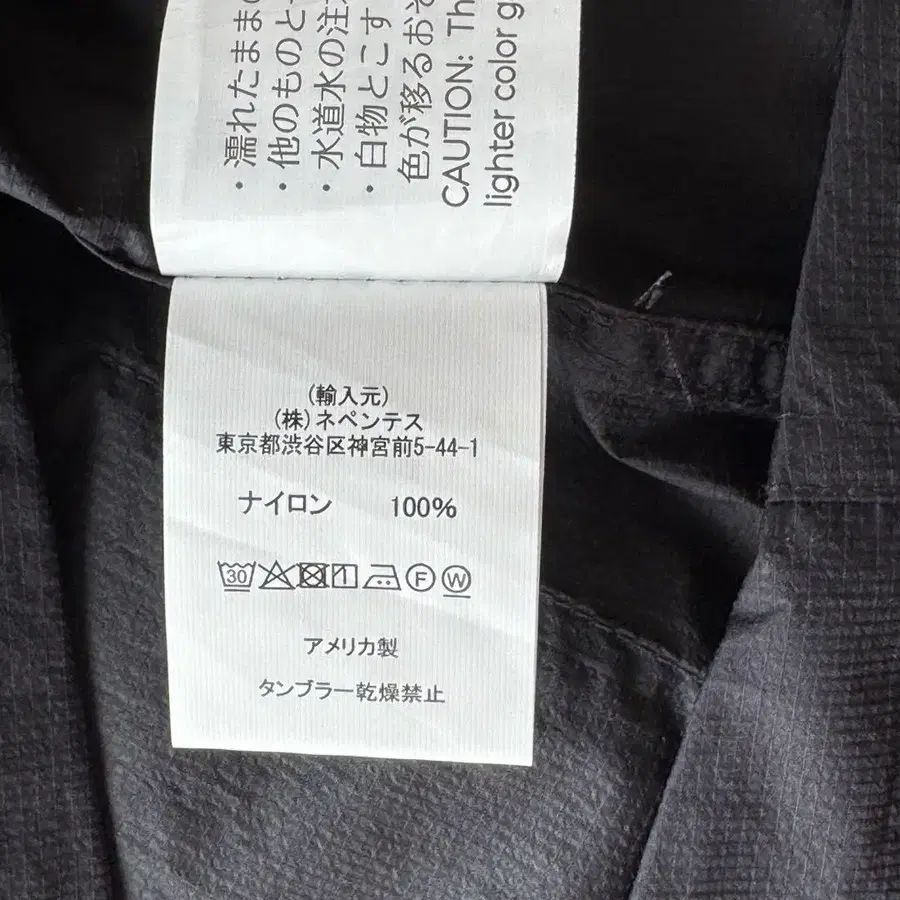 ・濡れたまま
・他のものと
・水道水の注
・白物とこす
色が移るおそ
CAUTION: Th
lighter color g
(輸入元)
(株)ネペンテス
東京都渋谷区神宮前5-44-1
ナイロン 100%
30 F W
アメリカ製
タンブラー乾燥禁止